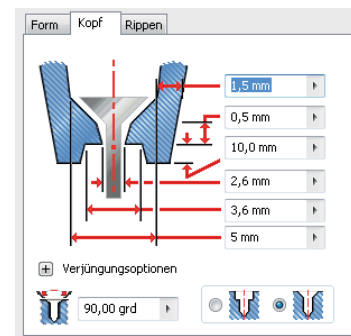 Form Kopf Rippen
1,5 mm
0,5 mm
10,0 mm
2,6 mm
3,6 mm
5 mm
Verjüngungsoptionen
90,00 grd